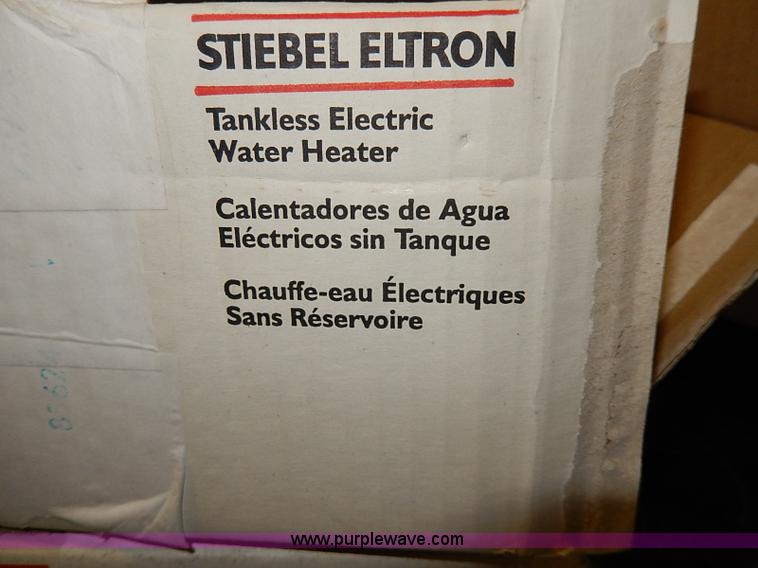 STIEBEL ELTRON
Tankless Electric
Water Heater
Calentadores de Agua
Eléctricos sin Tanque
Chauffe-eau Électriques
Sans Réservoire
www.purplewave.com